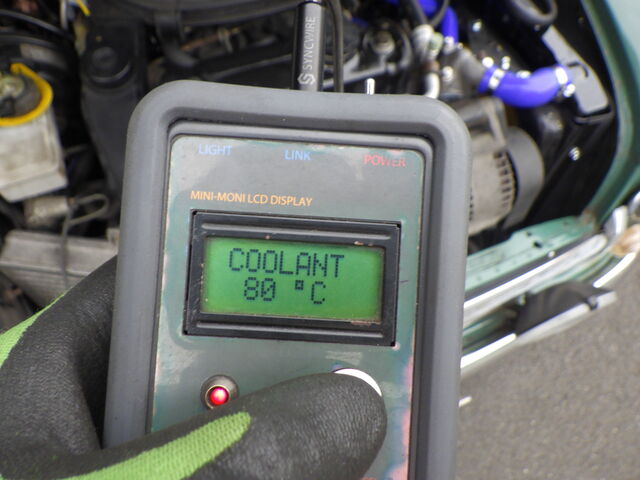 SYNCWIRE
LIGHT LINK POWER
MINI-MONI LCD DISPLAY
COOLANT
80 °C